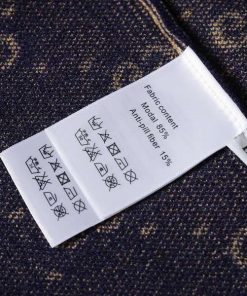 Fabric content
Modal 85%
Anti-pill fiber 15%